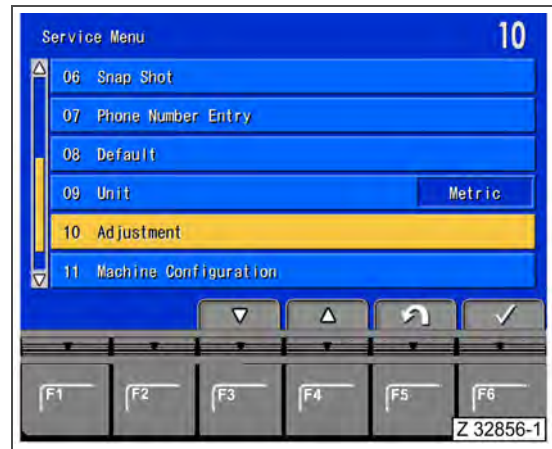 Service Menu 10
06 Snap Shot
07 Phone Number Entry
08 Default
09 Unit Metric
10 Adjustment
11 Machine Configuration
F1 F2 F3 F4 F5 F6
Z 32856-1